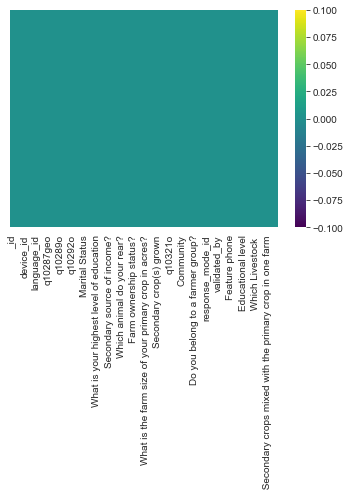 0.100
0.075
0.050
0.025
0.000
−0.025
−0.050
−0.075
−0.100
_id
device_id
language_id
q10287geo
q10289o
q10292o
Marital Status
What is your highest level of education
Secondary source of income?
Which animal do your rear?
Farm ownership status?
What is the farm size of your primary crop in acres?
Secondary crop(s) grown
q10321o
Community
Do you belong to a farmer group?
response_mode_id
validated_by
Feature phone
Educational level
Which Livestock
Secondary crops mixed with the primary crop in one farm